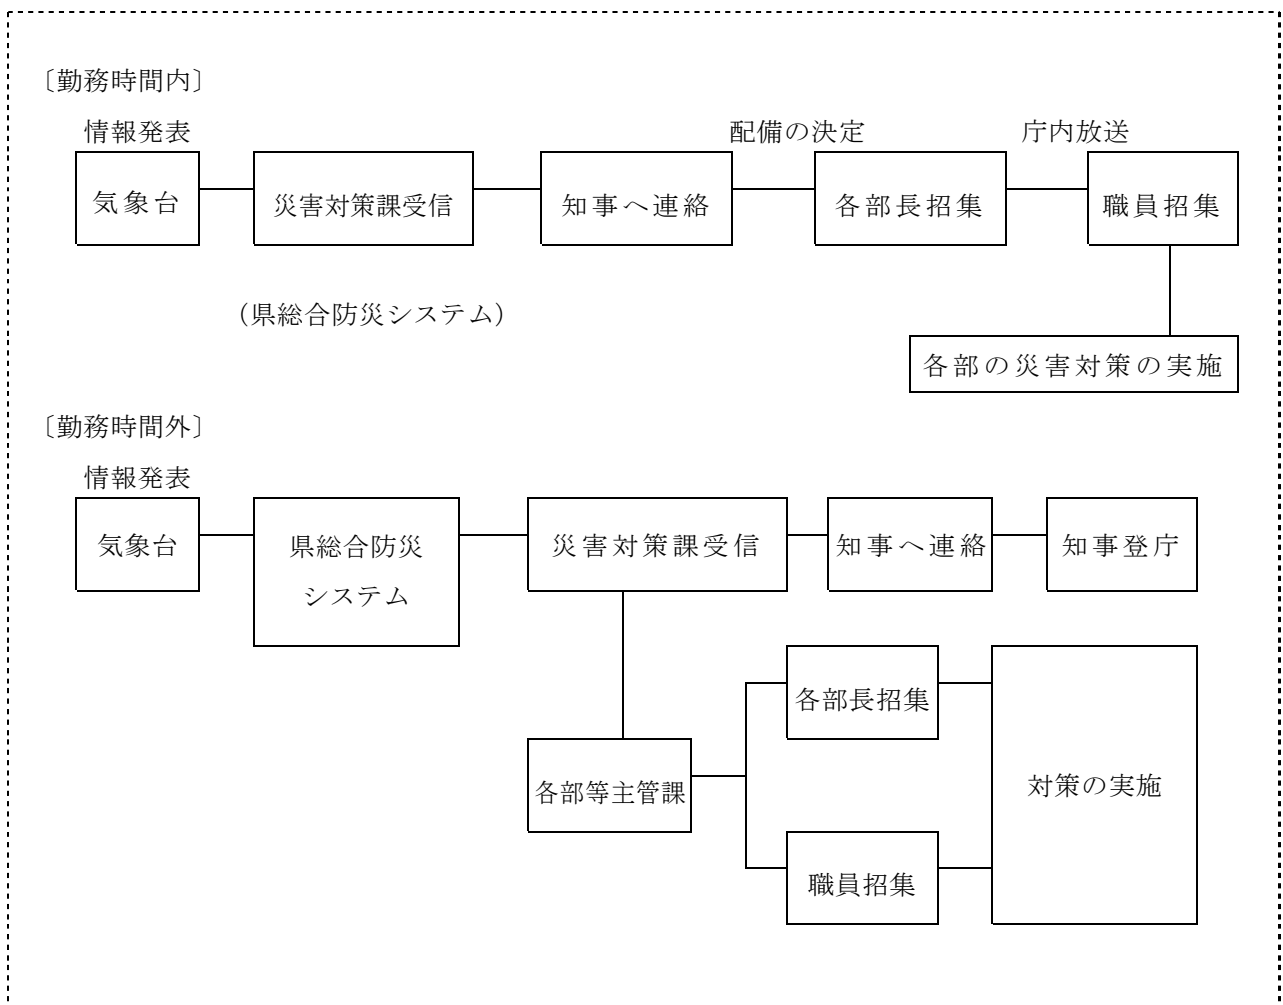 〔勤務時間内〕
情報発表
配備の決定
庁内放送
気象台
災害対策課受信
知事へ連絡
各部長招集
職員招集
（県総合防災システム）
各部の災害対策の実施
〔勤務時間外〕
情報発表
気象台
県総合防災
システム
災害対策課受信
知事へ連絡
知事登庁
各部長招集
各部等主管課
対策の実施
職員招集